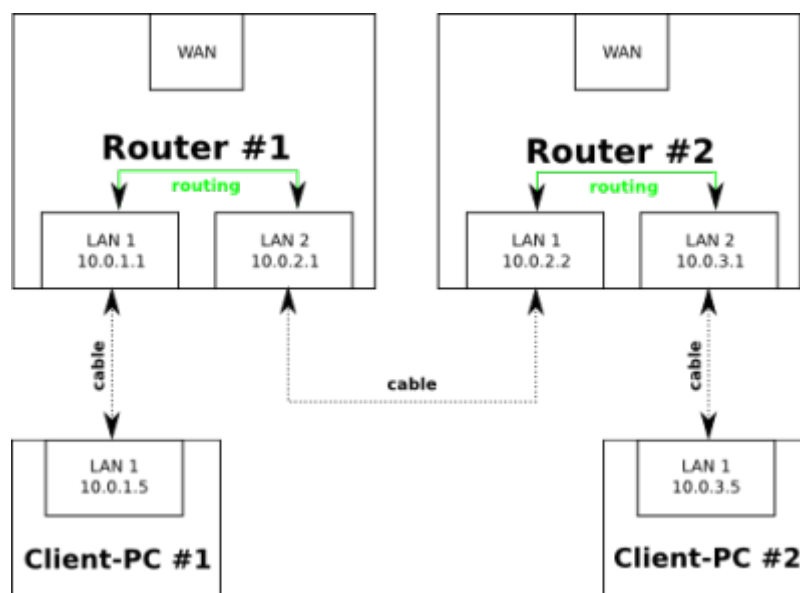 WAN
Router #1
routing
LAN 1
10.0.1.1
LAN 2
10.0.2.1
WAN
Router #2
routing
LAN 1
10.0.2.2
LAN 2
10.0.3.1
cable
cable
cable
LAN 1
10.0.1.5
Client-PC #1
LAN 1
10.0.3.5
Client-PC #2